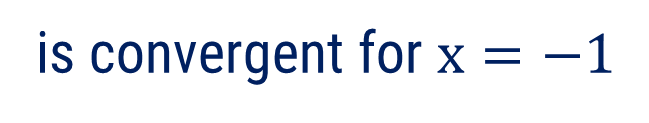 is convergent for x = −1